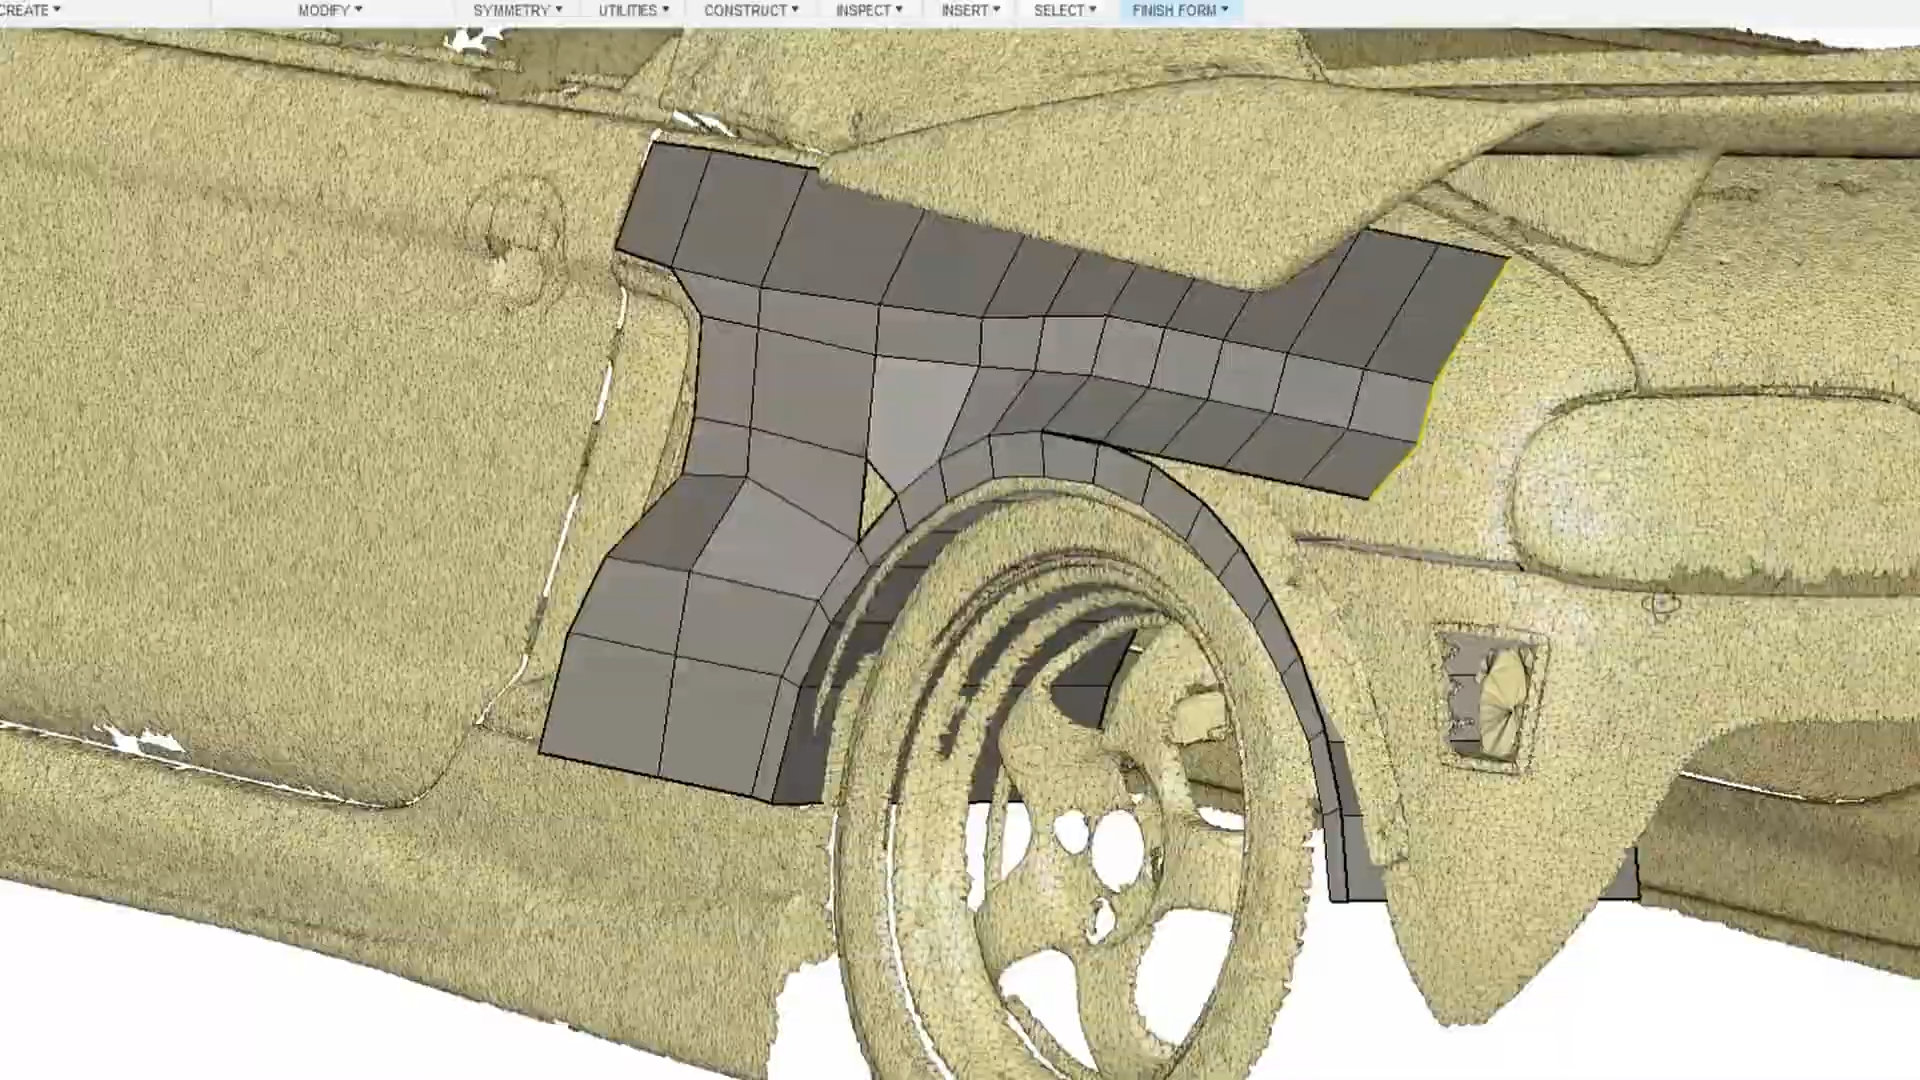 CREATE ▾ MODIFY ▾ SYMMETRY ▾ UTILITIES ▾ CONSTRUCT ▾ INSPECT ▾ INSERT ▾ SELECT ▾ FINISH FORM ▾